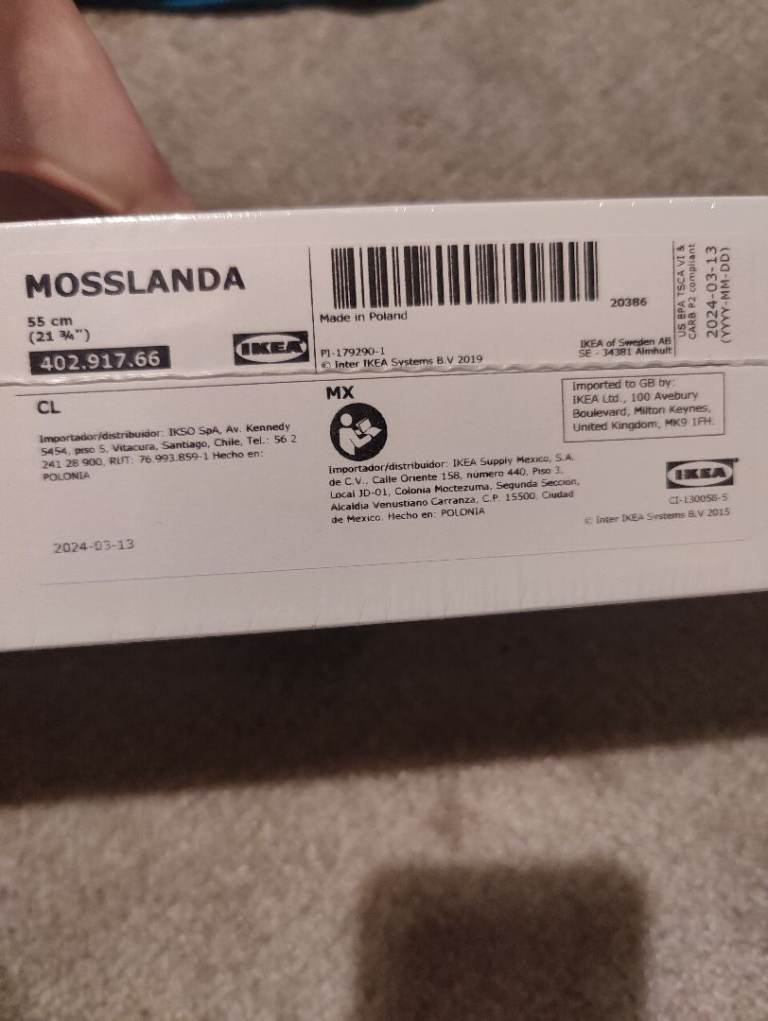 MOSSLANDA
55 cm
(21 ¾")
402.917.66
IKEA
Made in Poland
20386
PI-179290-1
© Inter IKEA Systems B.V 2019
IKEA of Sweden AB
SE - 34381 Älmhult
US EPA TSCA VI &
CARB P2 compliant
2024-03-13
(YYYY-MM-DD)
CL
Importador/distribuidor: IKSO SpA, Av. Kennedy
5454, piso 5, Vitacura, Santiago, Chile, Tel.: 56 2
241 28 900, RUT: 76.993.859-1 Hecho en:
POLONIA
2024-03-13
MX
Importador/distribuidor: IKEA Supply Mexico, S.A.
de C.V., Calle Oriente 158, número 440, Piso 3,
Local JD-01, Colonia Moctezuma, Segunda Sección,
Alcaldía Venustiano Carranza, C.P. 15500, Ciudad
de Mexico. Hecho en: POLONIA
Imported to GB by:
IKEA Ltd., 100 Avebury
Boulevard, Milton Keynes,
United Kingdom, MK9 1FH.
IKEA®
CI-130058-5
© Inter IKEA Systems B.V 2015